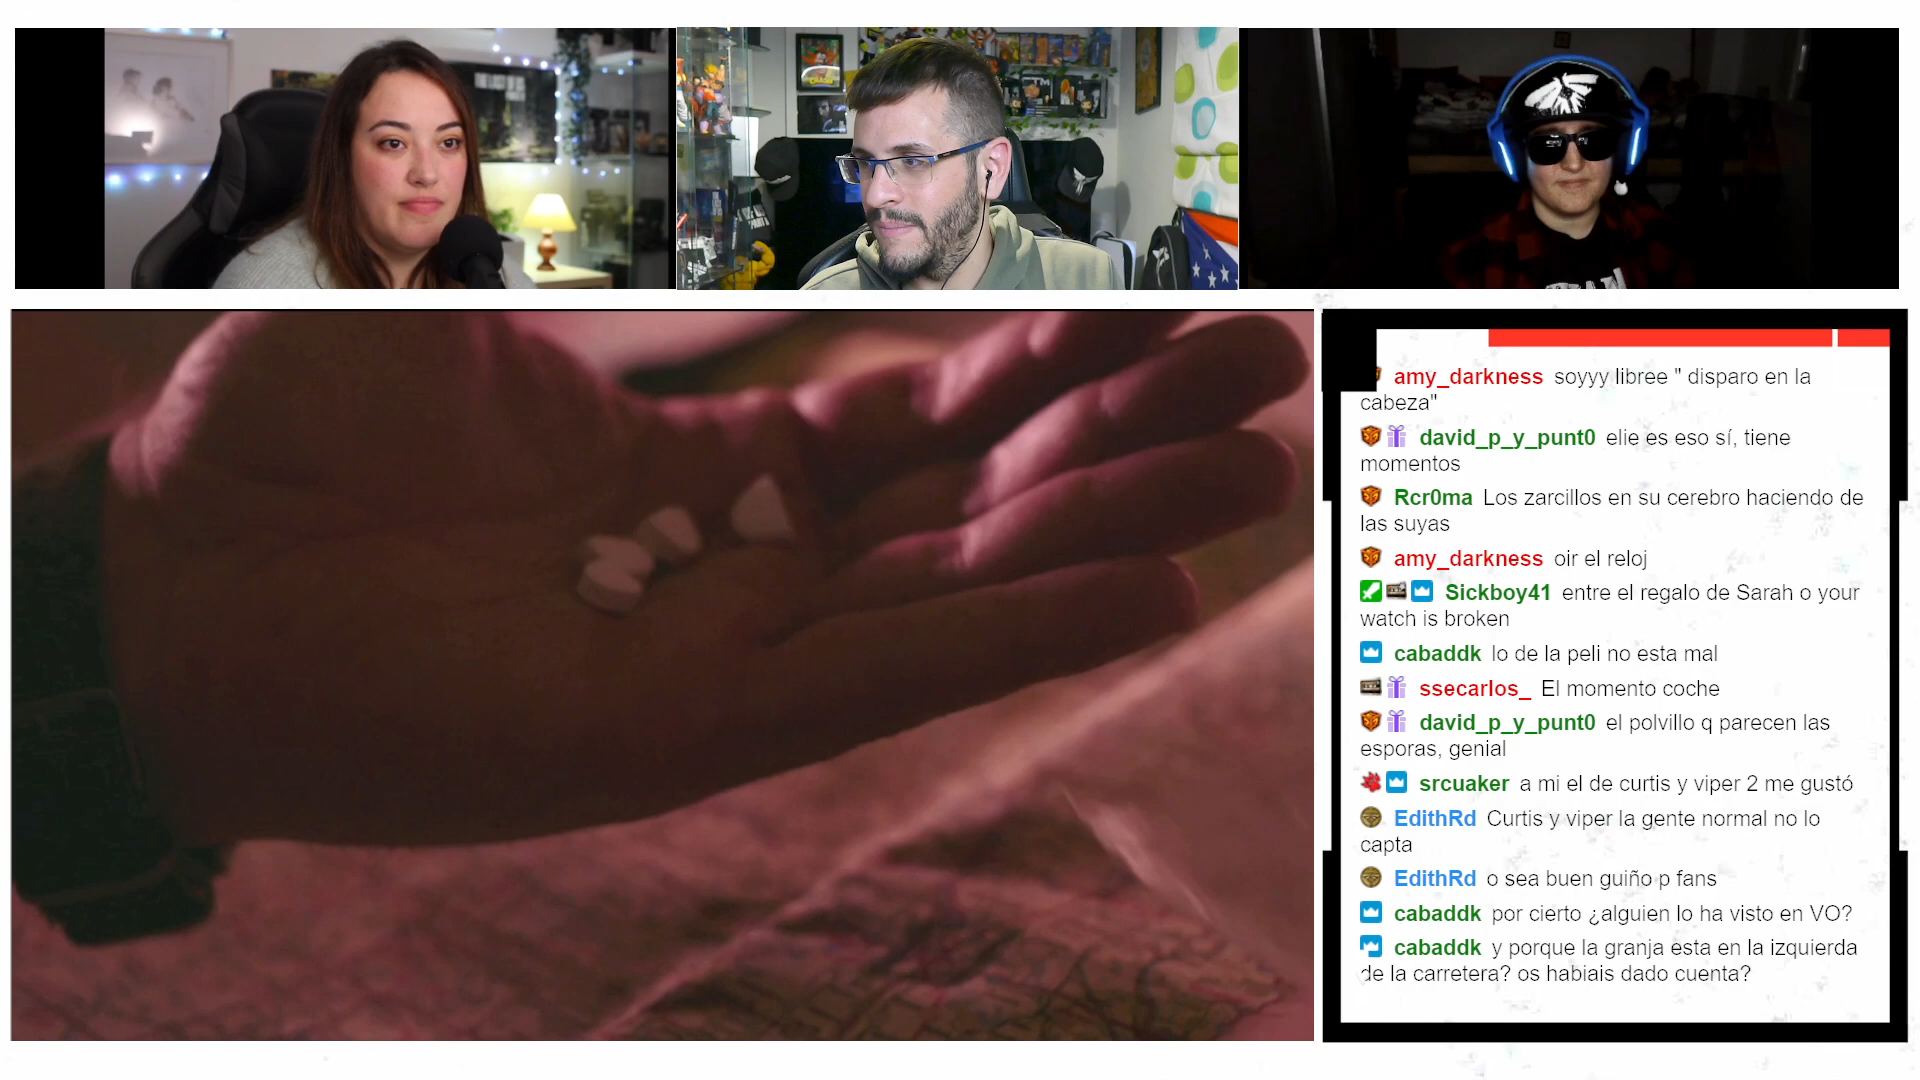 amy_darkness soyyy libree " disparo en la
cabeza"
david_p_y_punt0 elie es eso sí, tiene
momentos
Rcr0ma Los zarcillos en su cerebro haciendo de
las suyas
amy_darkness oir el reloj
Sickboy41 entre el regalo de Sarah o your
watch is broken
cabaddk lo de la peli no esta mal
ssecarlos_ El momento coche
david_p_y_punt0 el polvillo q parecen las
esporas, genial
srcuaker a mi el de curtis y viper 2 me gustó
EdithRd Curtis y viper la gente normal no lo
capta
EdithRd o sea buen guiño p fans
cabaddk por cierto ¿alguien lo ha visto en VO?
cabaddk y porque la granja esta en la izquierda
de la carretera? os habiais dado cuenta?